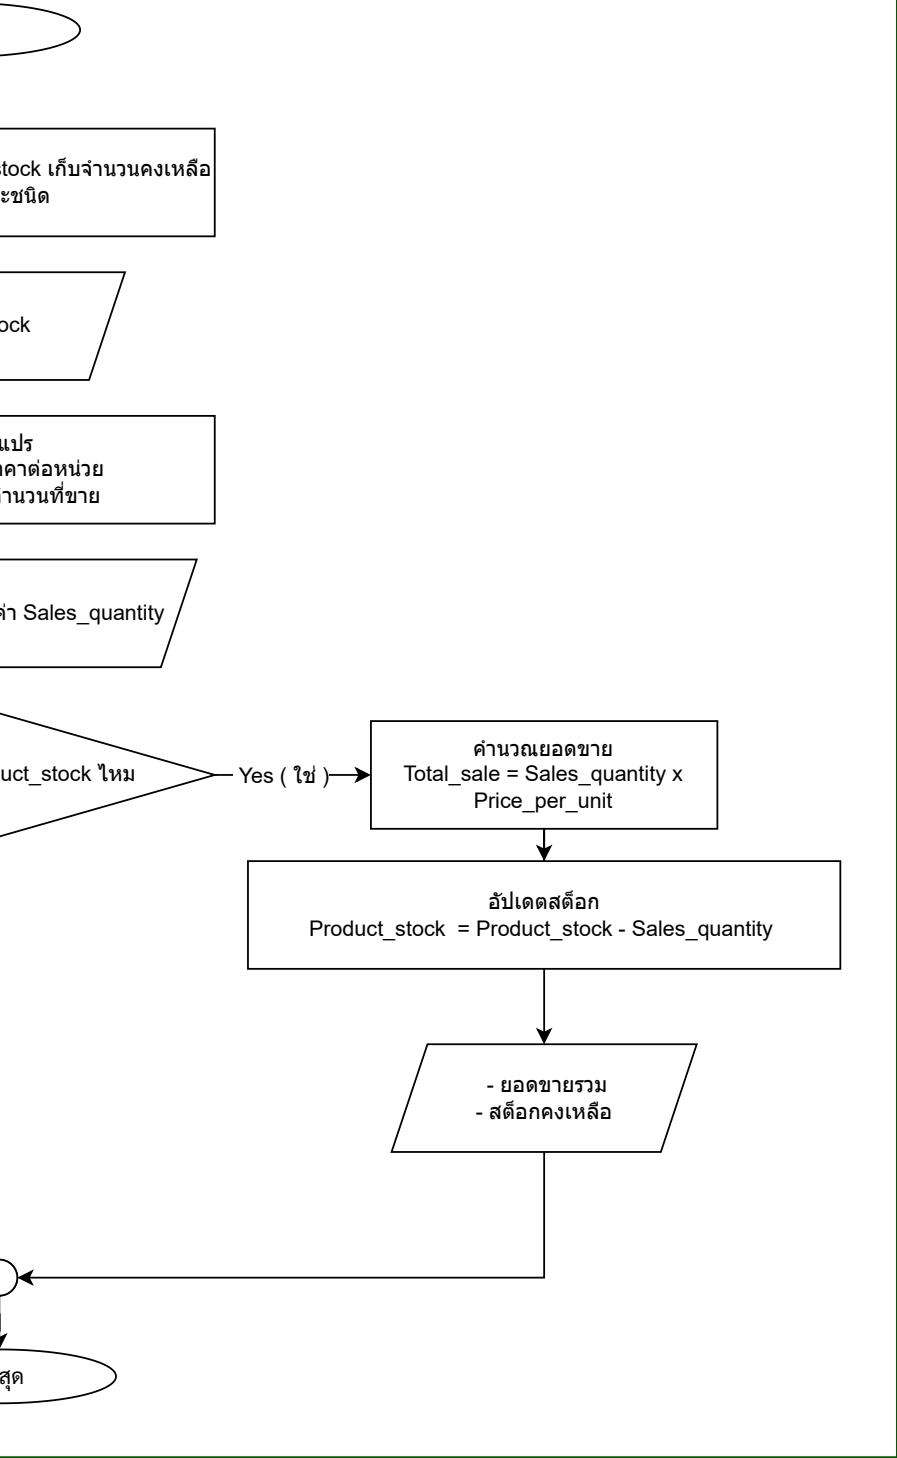 stock เก็บจำนวนคงเหลือ
ะชนิด
ock
แปร
าคาต่อหน่วย
จำนวนที่ขาย
ค่า Sales_quantity
uct_stock ไหม
Yes ( ใช่ )
คำนวณยอดขาย
Total_sale = Sales_quantity x
Price_per_unit
อัปเดตสต็อก
Product_stock = Product_stock - Sales_quantity
- ยอดขายรวม
- สต็อกคงเหลือ
สุด